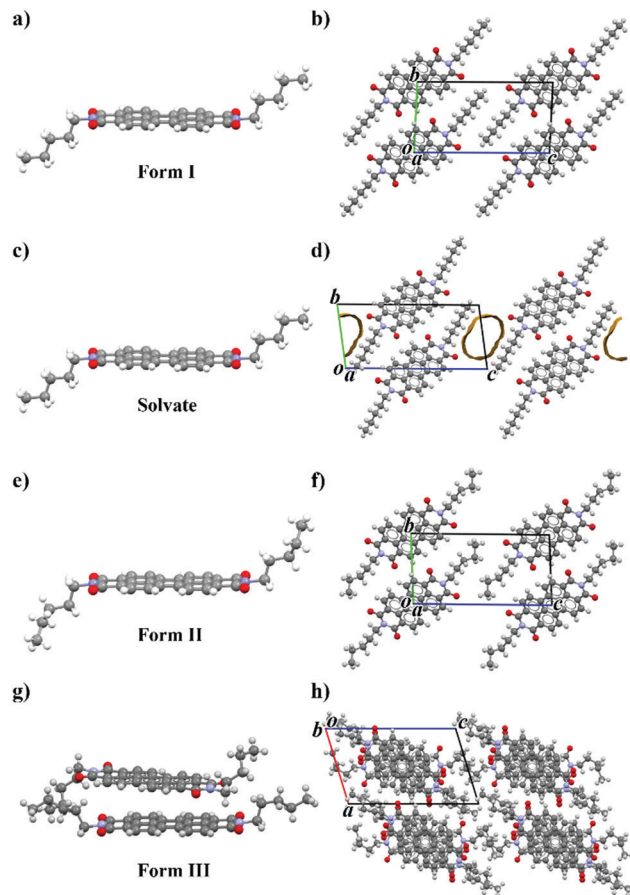 a)
b)
b
o
a
c
Form I
c)
d)
b
o
a
c
Solvate
e)
f)
b
o
a
c
Form II
g)
h)
b
o
c
a
Form III